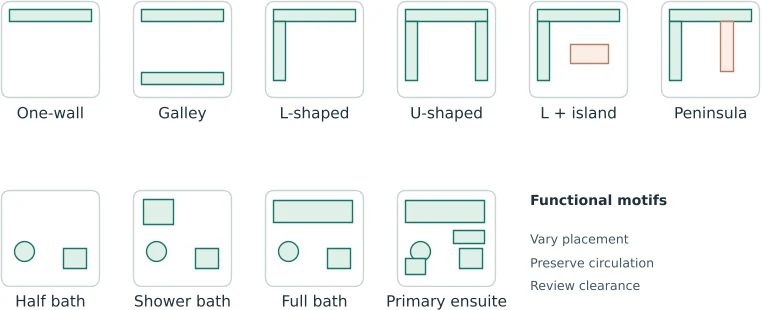 One-wall
Galley
L-shaped
U-shaped
L + island
Peninsula
Half bath
Shower bath
Full bath
Primary ensuite
Functional motifs
Vary placement
Preserve circulation
Review clearance